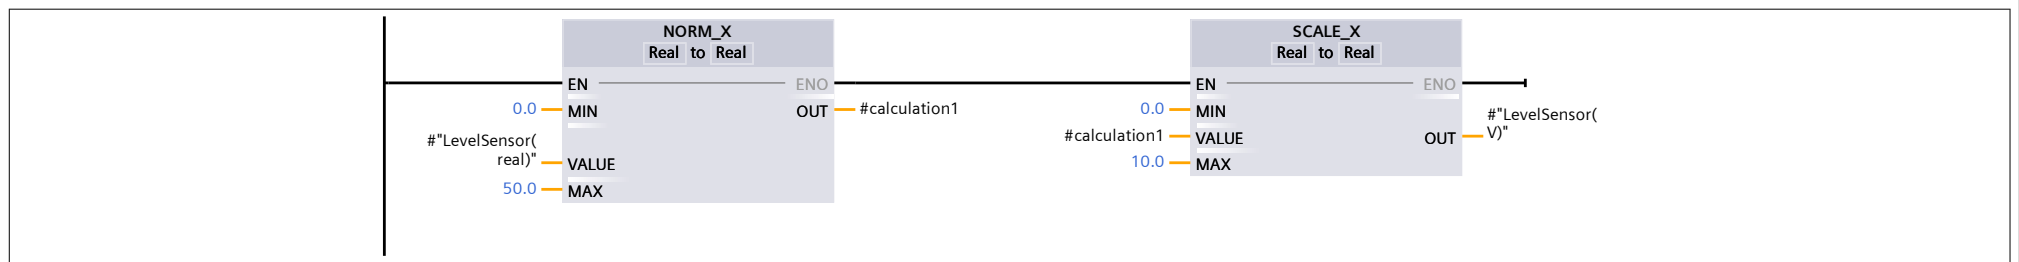 NORM_X
Real to Real
EN
ENO
0.0
MIN
OUT
#calculation1
#"LevelSensor(
real)"
VALUE
50.0
MAX
SCALE_X
Real to Real
EN
ENO
0.0
MIN
#calculation1
VALUE
OUT
#"LevelSensor(
V)"
10.0
MAX